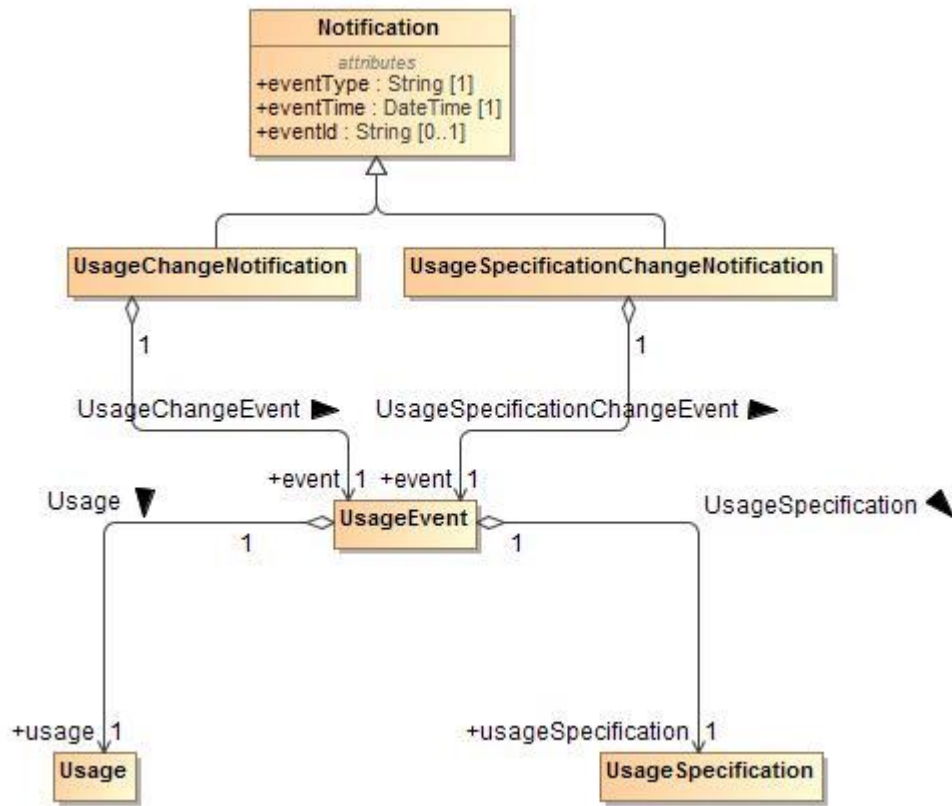 Notification
attributes
+eventType : String [1]
+eventTime : DateTime [1]
+eventId : String [0..1]
UsageChangeNotification
UsageSpecificationChangeNotification
1
1
UsageChangeEvent
UsageSpecificationChangeEvent
+event 1
+event 1
Usage
UsageEvent
UsageSpecification
1
1
+usage 1
+usageSpecification 1
Usage
UsageSpecification